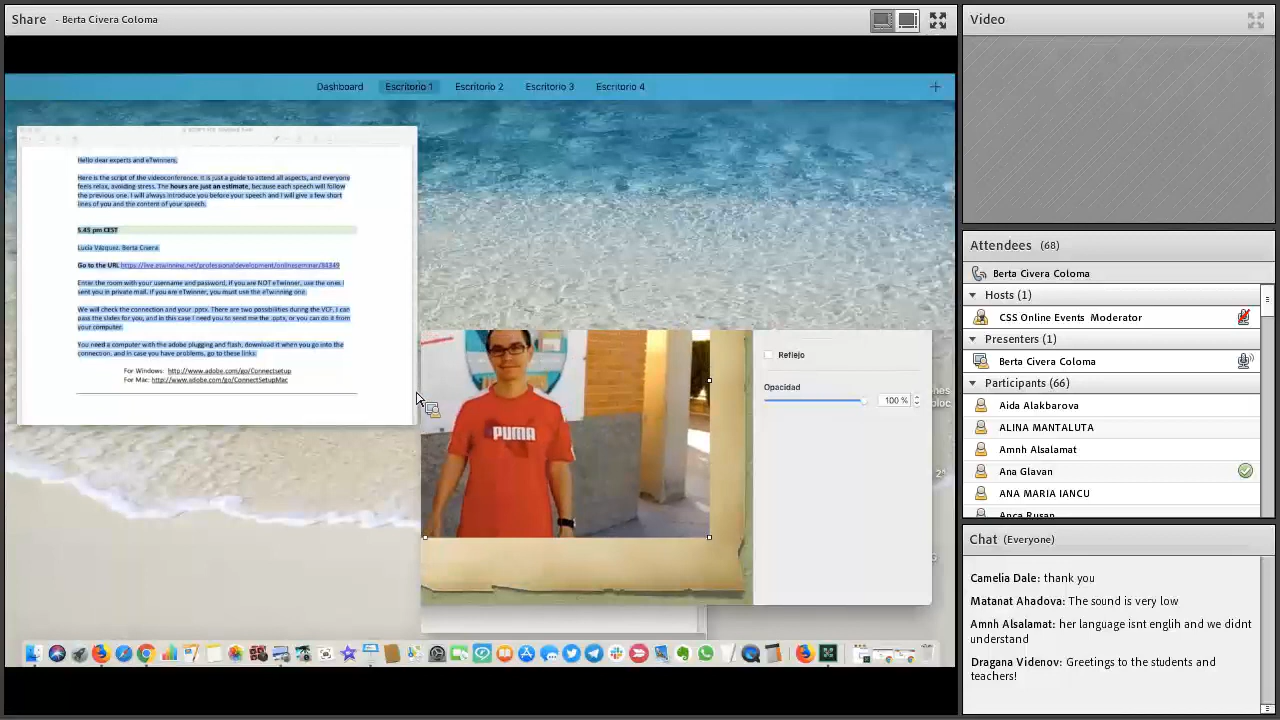 Share - Berta Civera Coloma
Dashboard
Escritorio 1
Escritorio 2
Escritorio 3
Escritorio 4
Hello dear experts and eTwinners,
Here is the script of the videoconference. It is just a guide to attend all aspects, and everyone
feels relax, avoiding stress. The hours are just an estimate, because each speech will follow
the previous one. I will always introduce you before your speech and I will give a few short
lines of you and the content of your speech.
5.45 pm CEST
Lucía Vázquez. Berta Civera
Go to the URL https://live.etwinning.net/professionaldevelopment/onlineseminar/84349
Enter the room with your username and password, if you are NOT eTwinner, use the ones I
sent you in private mail. If you are eTwinner, you must use the eTwinning one.
We will check the connection and your .pptx. There are two possibilities during the VCF, I can
pass the slides for you, and in this case I need you to send me the .pptx, or you can do it from
your computer.
You need a computer with the adobe plugging and flash, download it when you go into the
connection, and in case you have problems, go to these links:
For Windows: http://www.adobe.com/go/Connectsetup
For Mac: http://www.adobe.com/go/ConnectSetupMac
PUMA
Reflejo
Opacidad
100 %
Video
Attendees (68)
Hosts
Connect Events Moderator
Berta Civera Coloma
Participants (66)
Aida Alakbarova
ALINA MANTALUTA
Amnh Alsalamat
Ana Glavan
ANA MARIA IANCU
Anca Rusan
Chat (Everyone)
Camelia Dale: thank you
Matanat Ahadova: The sound is very low
Amnh Alsalamat: her language isnt englih and we didnt
understand
Dragana Videnov: Greetings to the students and
teachers!